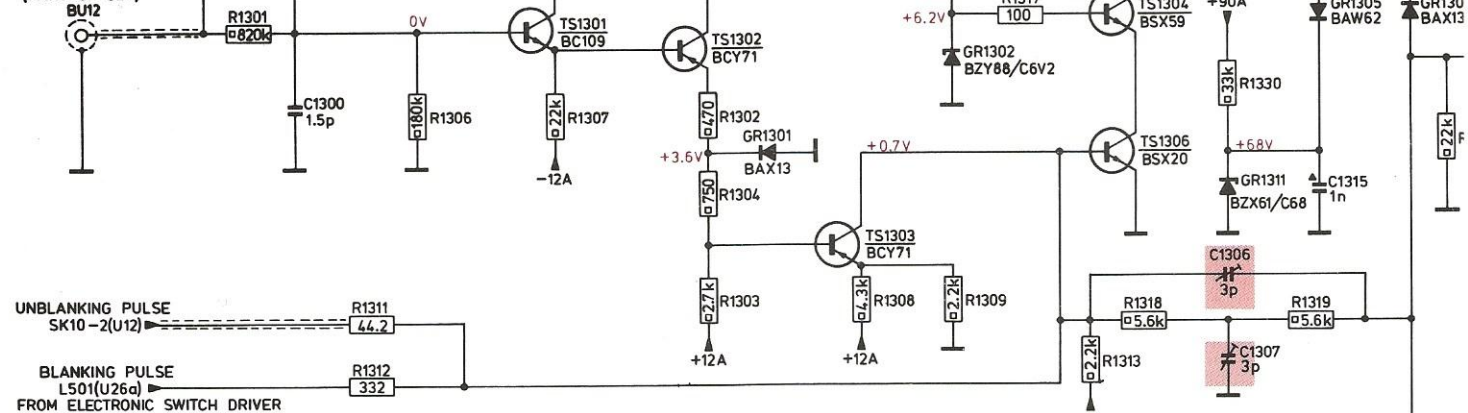 BU12
R1301
820k
0V
TS1301
BC109
TS1302
BCY71
+6.2V
100
TS1304
BSX59
+90A
GR1305
BAW62
BAX13
GR1302
BZY88/C6V2
33k
R1330
C1300
1.5p
180k
R1306
22k
R1307
470
R1302
GR1301
BAX13
+3.6V
+0.7V
TS1306
BSX20
+68V
22k
-12A
750
R1304
GR1311
BZX61/C68
C1315
1n
TS1303
BCY71
2.7k
R1303
4.3k
R1308
2.2k
R1309
+12A
+12A
C1306
3p
R1318
5.6k
R1319
5.6k
C1307
3p
2.2k
R1313
UNBLANKING PULSE
SK10-2(U12)
R1311
44.2
BLANKING PULSE
L501(U26a)
R1312
332
FROM ELECTRONIC SWITCH DRIVER